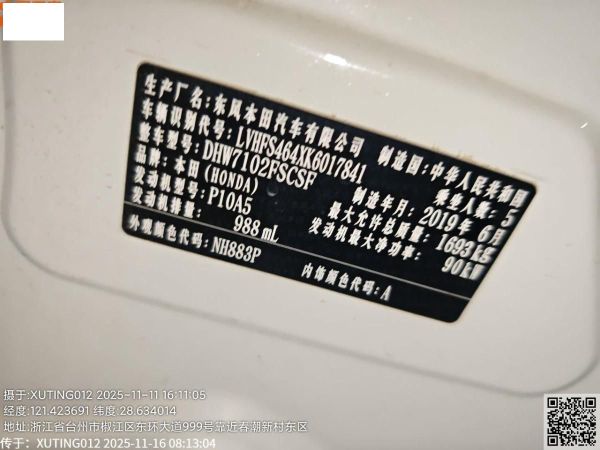 生产厂名:东风本田汽车有限公司
制造国:中华人民共和国
车辆识别代号:LVHFS464XK6017841
乘坐人数:5
整车型号:DHW7102FSCSF
制造年月:2019年6月
品牌:本田(HONDA)
最大允许总质量:1693kg
发动机型号:P10A5
发动机最大净功率:90kW
发动机排量:988mL
外观颜色代码:NH883P
内饰颜色代码:A
摄于:XUTING012 2025-11-11 16:11:05
经度:121.423691 纬度:28.634014
地址:浙江省台州市椒江区东环大道999号靠近春潮新村东区
传于: XUTING012 2025-11-16 08:13:04